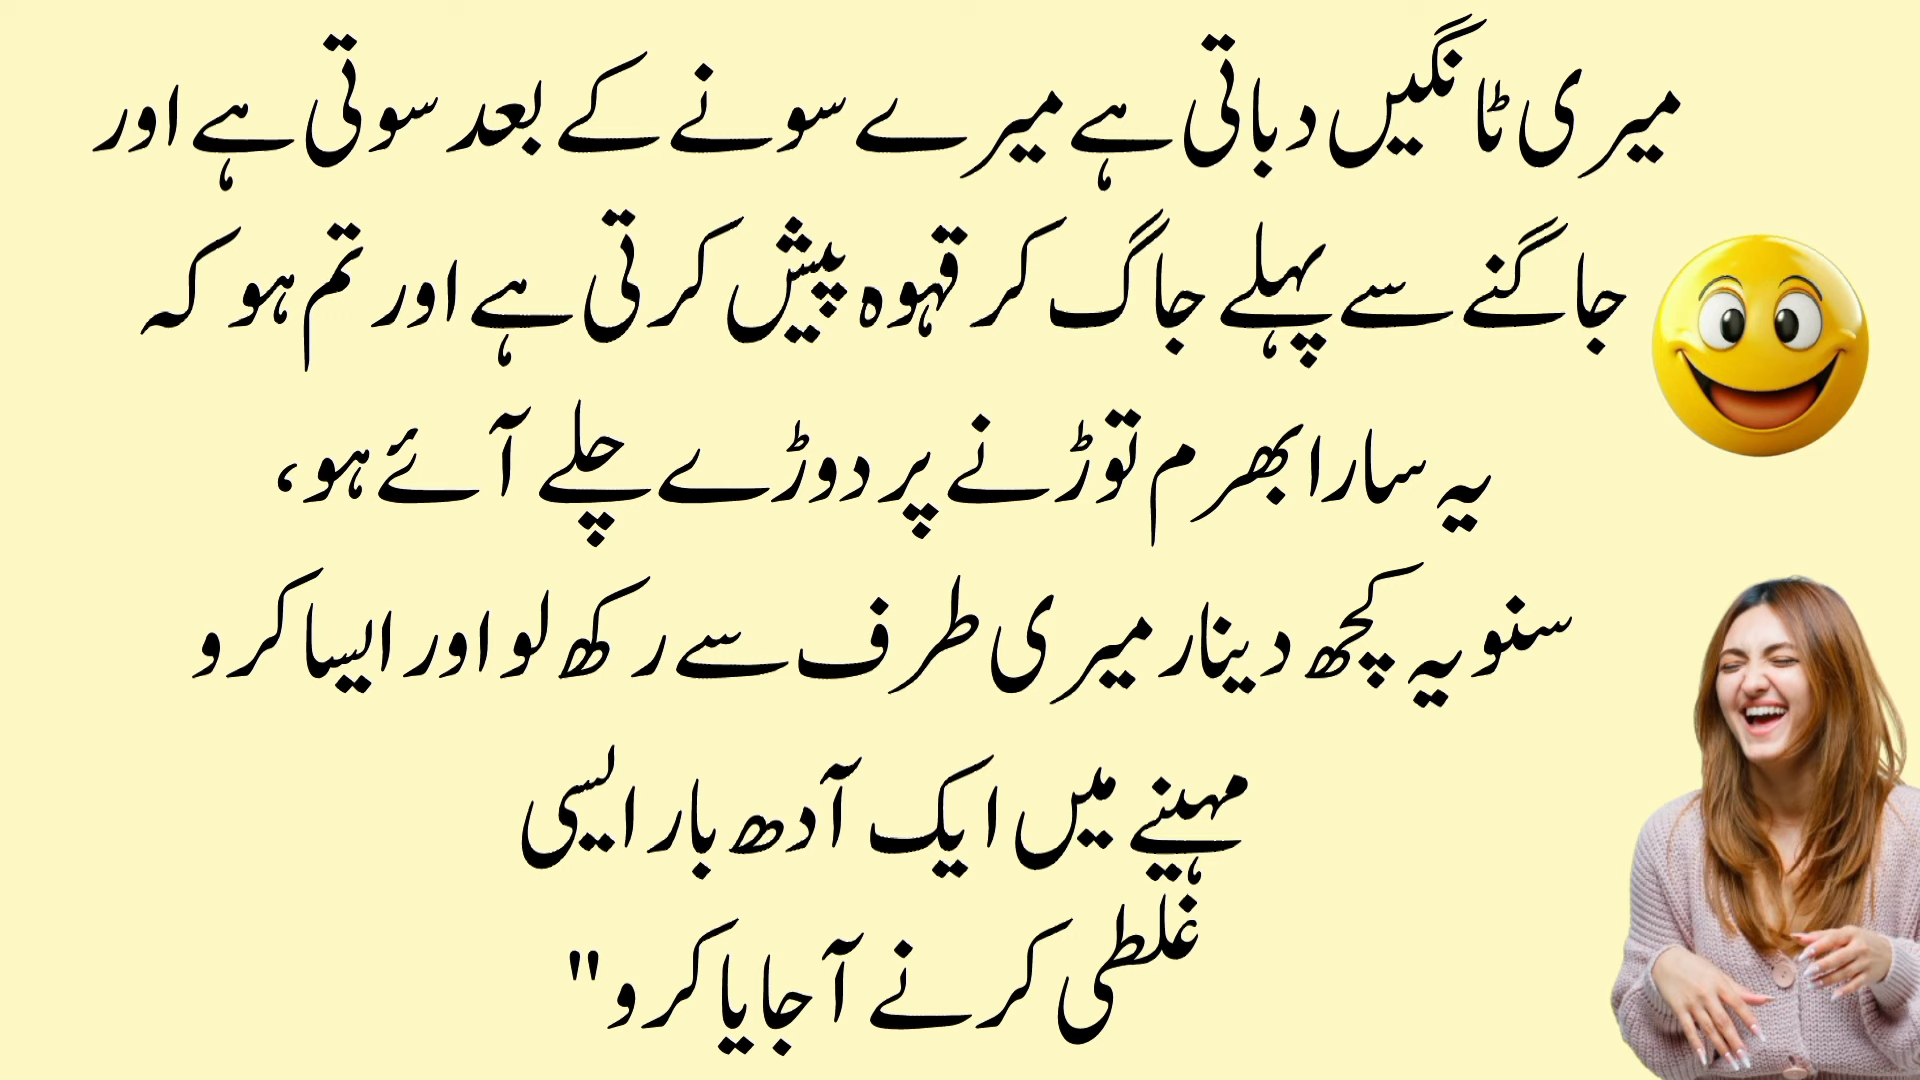 میری ٹانگیں دباتی ہے میرے سونے کے بعد سوتی ہے اور
جاگنے سے پہلے جاگ کر قہوہ پیش کرتی ہے اور تم ہو کہ
یہ سارا بھرم توڑنے پر دوڑے چلے آئے ہو،
سنو یہ کچھ دینار میری طرف سے رکھ لو اور ایسا کرو
مہینے میں ایک آدھ بار ایسی
غلطی کرنے آ جایا کرو"